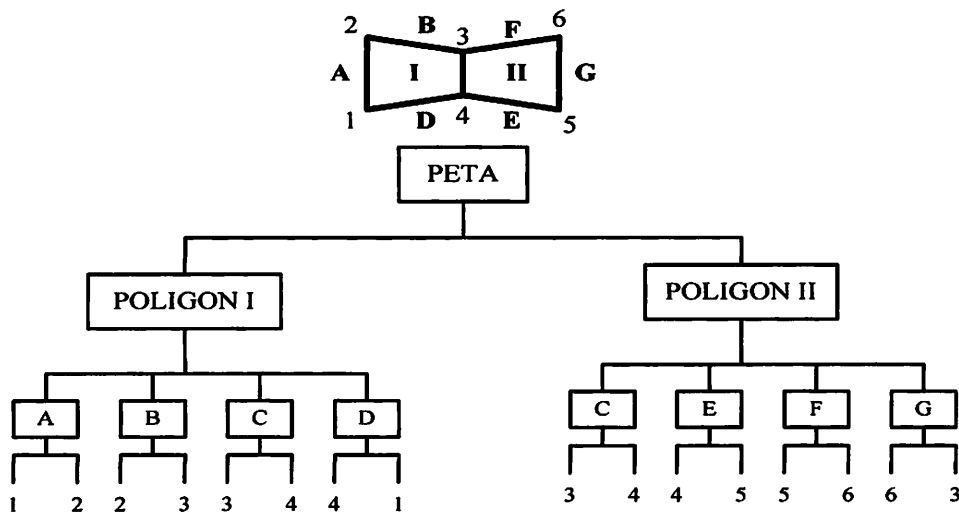 2 B 3 F 6
A I II G
1 D 4 E 5
PETA
POLIGON I POLIGON II
A B C D C E F G
1 2 2 3 3 4 4 1 3 4 4 5 5 6 6 3